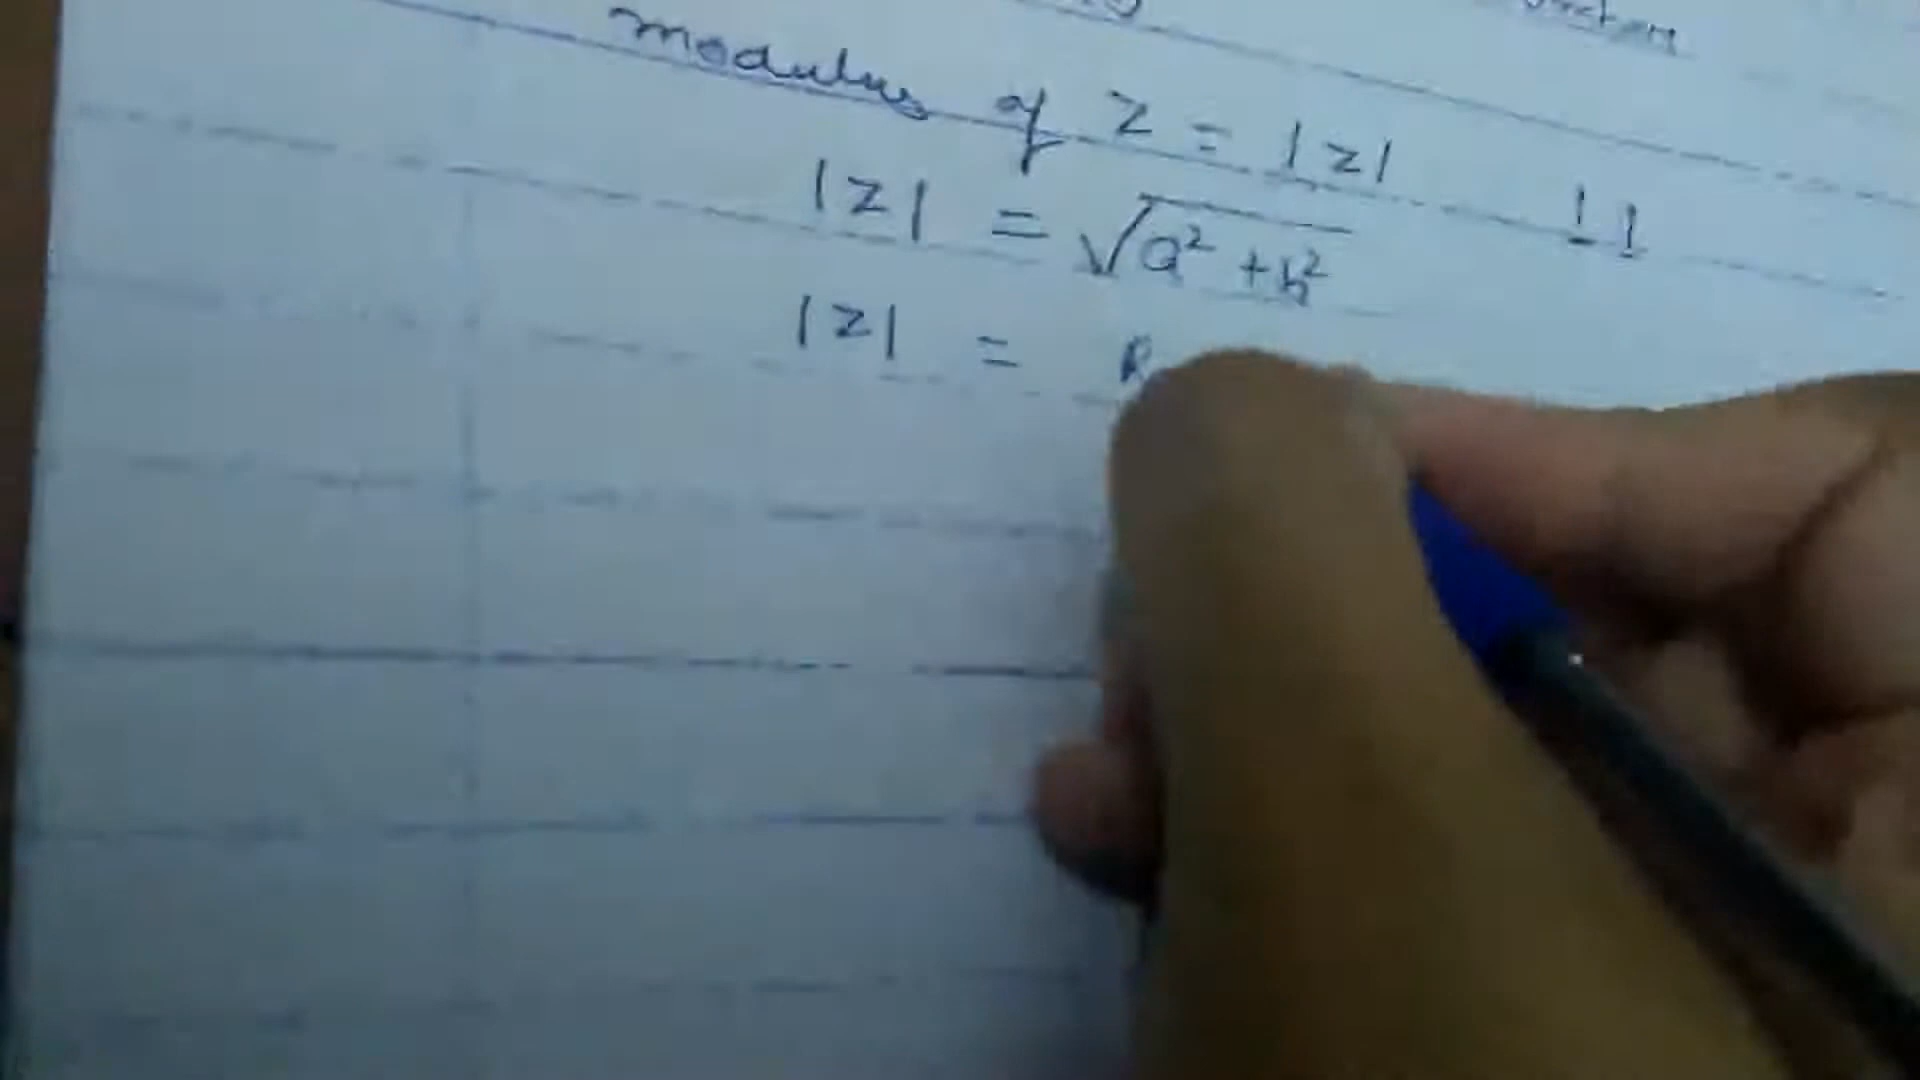 modulus of z = |z| ! !
|z| = √a² + b²
|z| = R